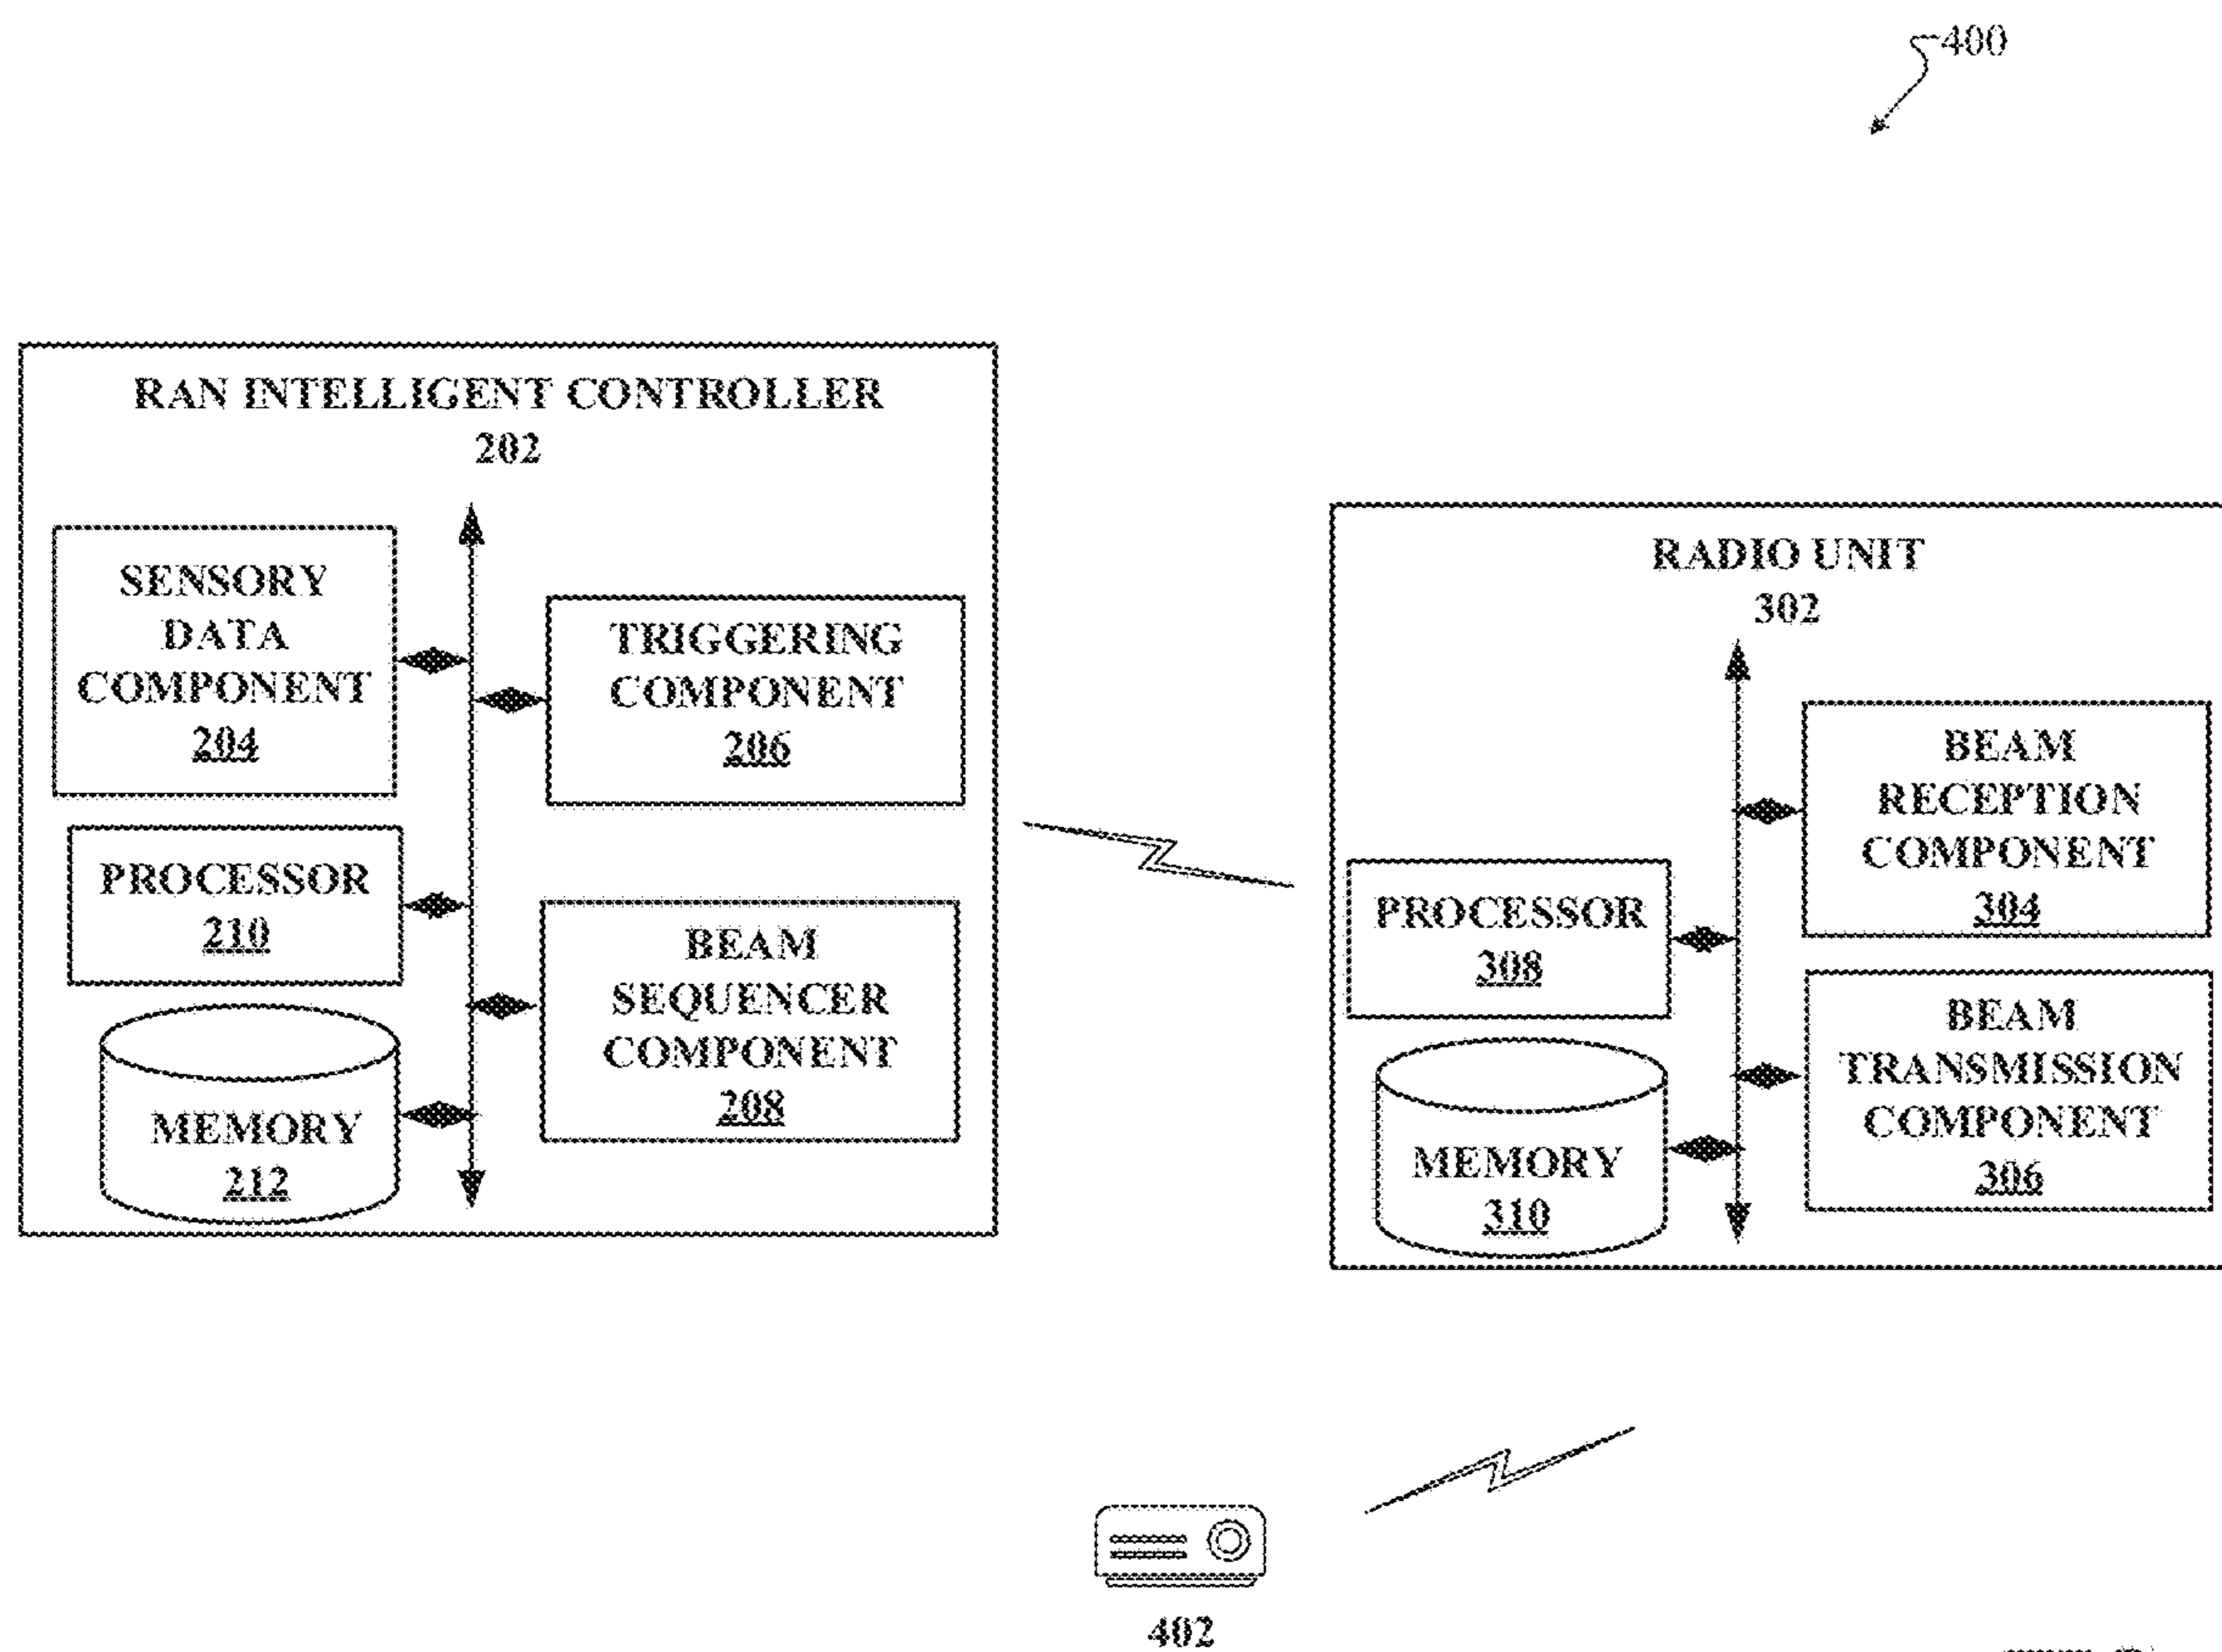 400
RAN INTELLIGENT CONTROLLER
202
SENSORY
DATA
COMPONENT
204
TRIGGERING
COMPONENT
206
PROCESSOR
210
BEAM
SEQUENCER
COMPONENT
208
MEMORY
212
RADIO UNIT
302
BEAM
RECEPTION
COMPONENT
304
PROCESSOR
308
BEAM
TRANSMISSION
COMPONENT
306
MEMORY
310
402